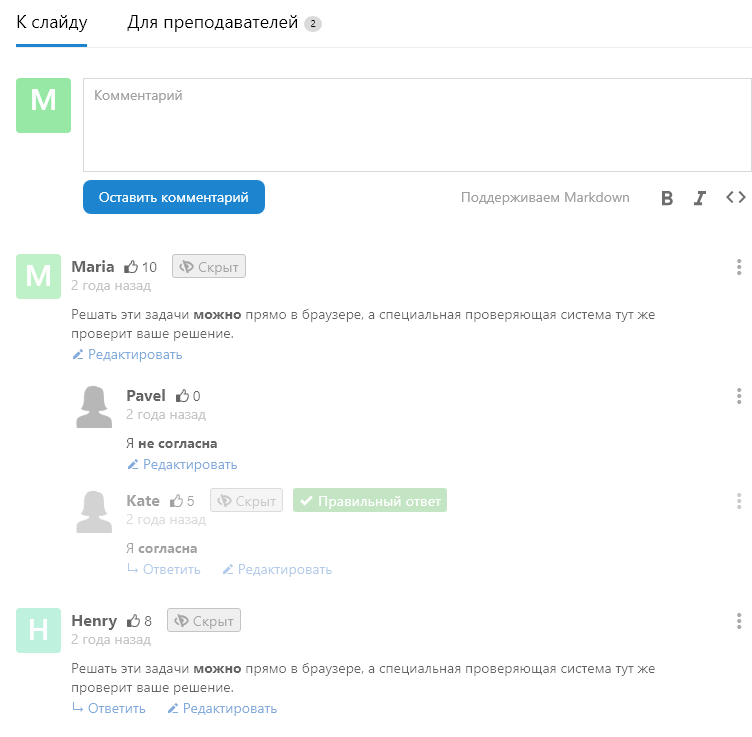 К слайду Для преподавателей 2
M
Комментарий
Оставить комментарий Поддерживаем Markdown B I <>
M
Maria 10 Скрыт
2 года назад
Решать эти задачи можно прямо в браузере, а специальная проверяющая система тут же
проверит ваше решение.
Редактировать
Pavel 0
2 года назад
Я не согласна
Редактировать
Kate 5 Скрыт Правильный ответ
2 года назад
Я согласна
Ответить Редактировать
H
Henry 8 Скрыт
2 года назад
Решать эти задачи можно прямо в браузере, а специальная проверяющая система тут же
проверит ваше решение.
Ответить Редактировать